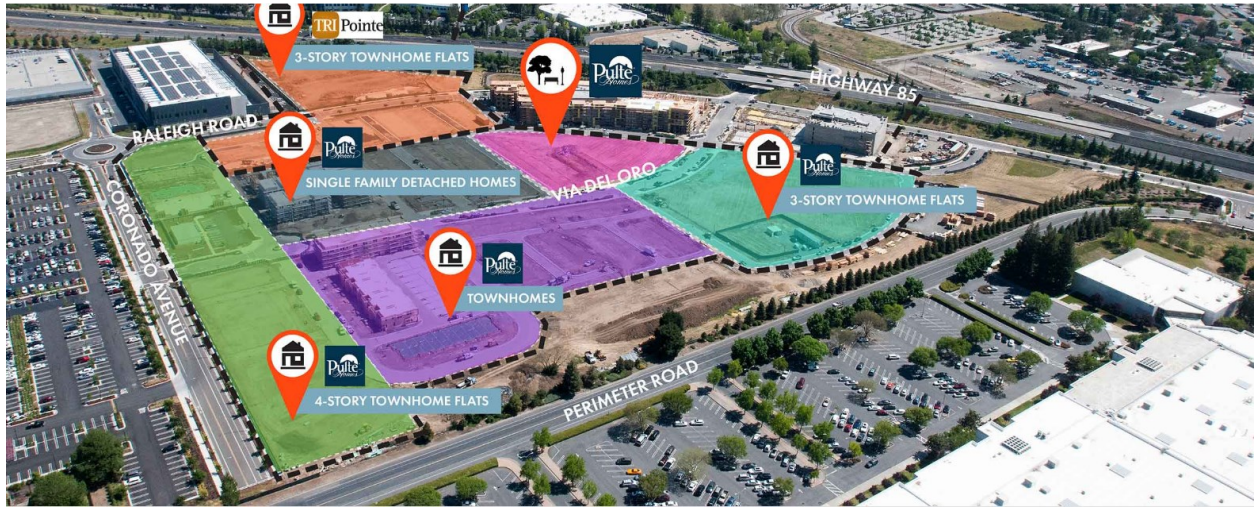 TRI Pointe
3-STORY TOWNHOME FLATS
Pulte
Homes
HIGHWAY 85
RALEIGH ROAD
Pulte
Homes
SINGLE FAMILY DETACHED HOMES
VIA DEL ORO
Pulte
Homes
3-STORY TOWNHOME FLATS
CORONADO AVENUE
Pulte
Homes
TOWNHOMES
Pulte
Homes
4-STORY TOWNHOME FLATS
PERIMETER ROAD